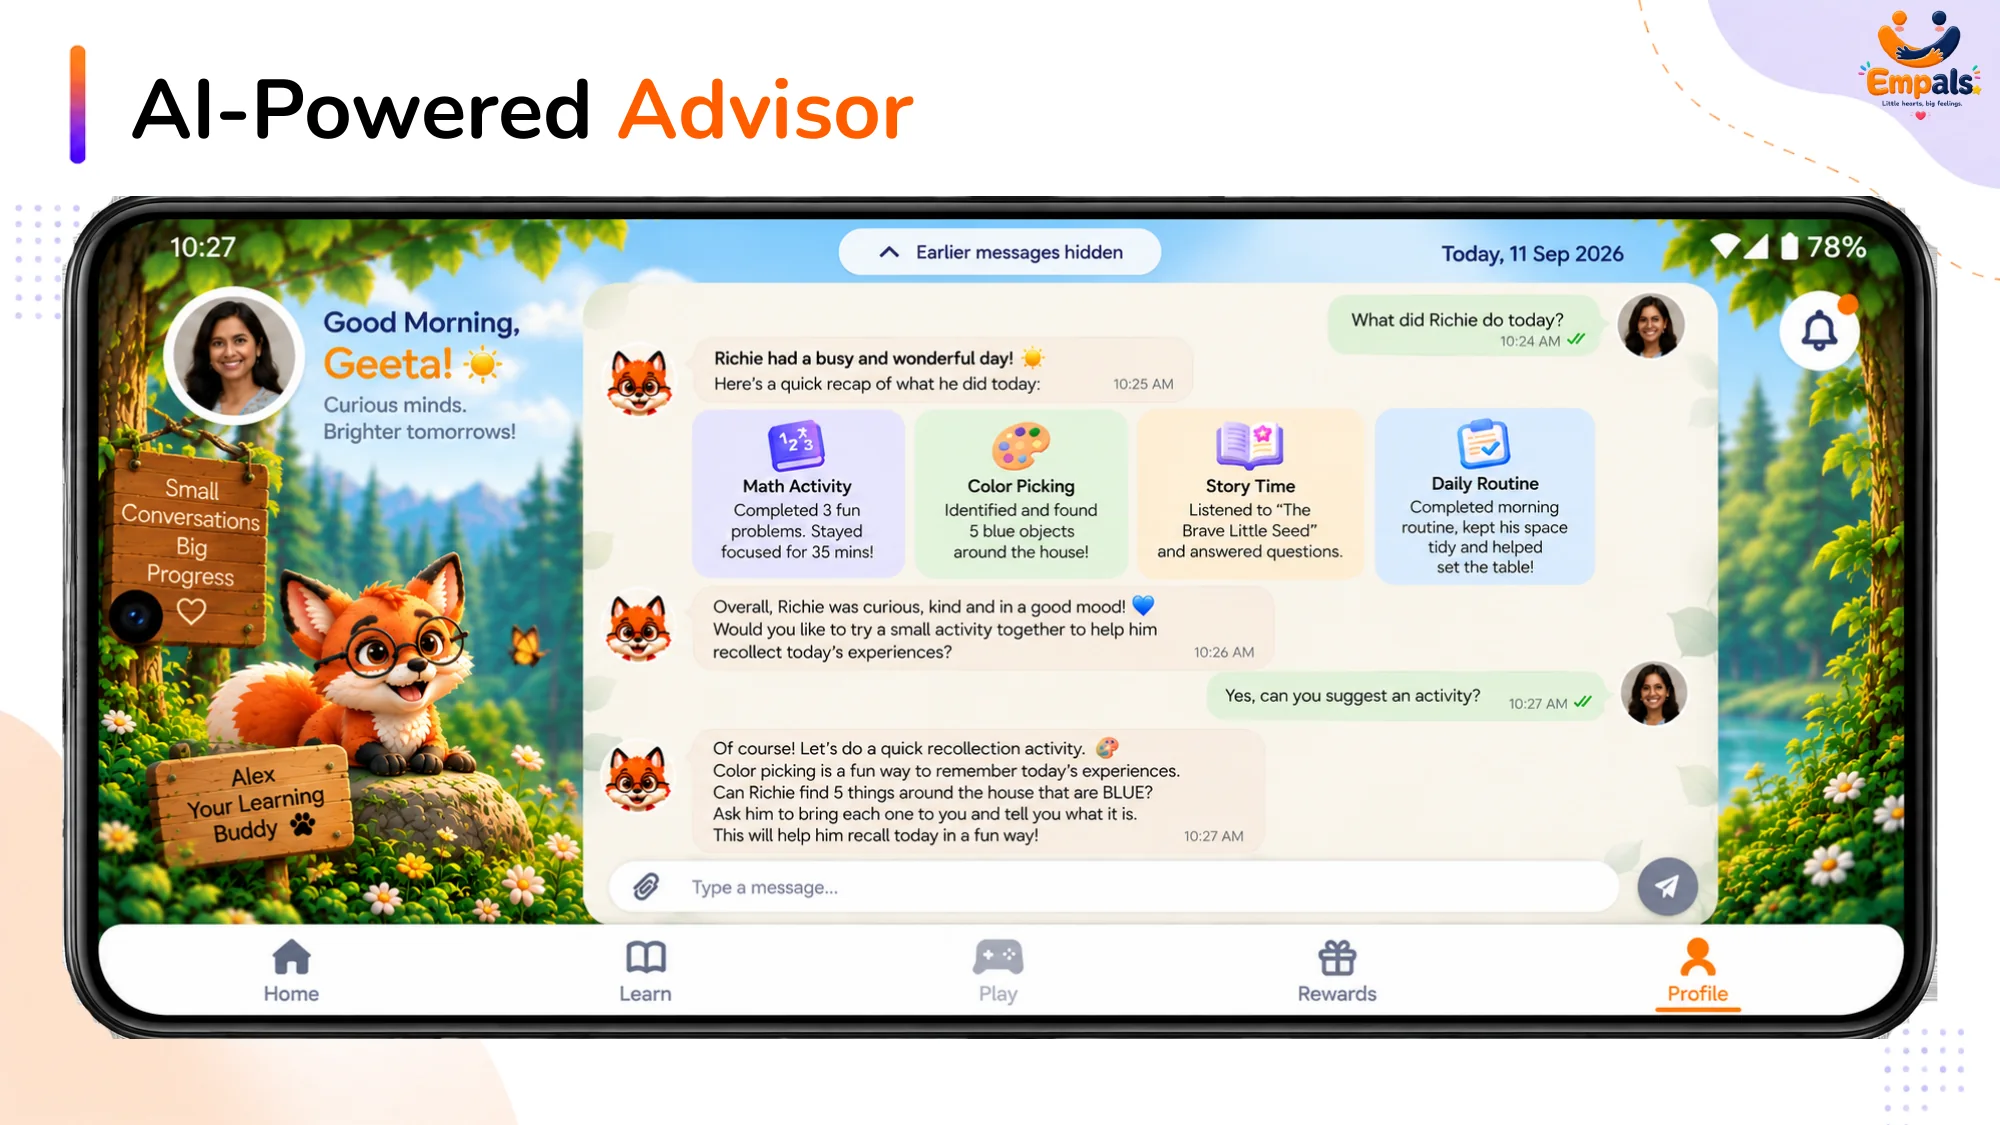 AI-Powered Advisor
Empals
Little hearts, big feelings.
10:27
Earlier messages hidden
Today, 11 Sep 2026
78%
Good Morning,
Geeta!
Curious minds.
Brighter tomorrows!
Small
Conversations
Big
Progress
Alex
Your Learning
Buddy
What did Richie do today?
10:24 AM
Richie had a busy and wonderful day!
Here's a quick recap of what he did today:
10:25 AM
1 2 3
Math Activity
Completed 3 fun
problems. Stayed
focused for 35 mins!
Color Picking
Identified and found
5 blue objects
around the house!
Story Time
Listened to “The
Brave Little Seed”
and answered questions.
Daily Routine
Completed morning
routine, kept his space
tidy and helped
set the table!
Overall, Richie was curious, kind and in a good mood!
Would you like to try a small activity together to help him
recollect today's experiences?
10:26 AM
Yes, can you suggest an activity?
10:27 AM
Of course! Let's do a quick recollection activity.
Color picking is a fun way to remember today's experiences.
Can Richie find 5 things around the house that are BLUE?
Ask him to bring each one to you and tell you what it is.
This will help him recall today in a fun way!
10:27 AM
Type a message...
Home
Learn
Play
Rewards
Profile